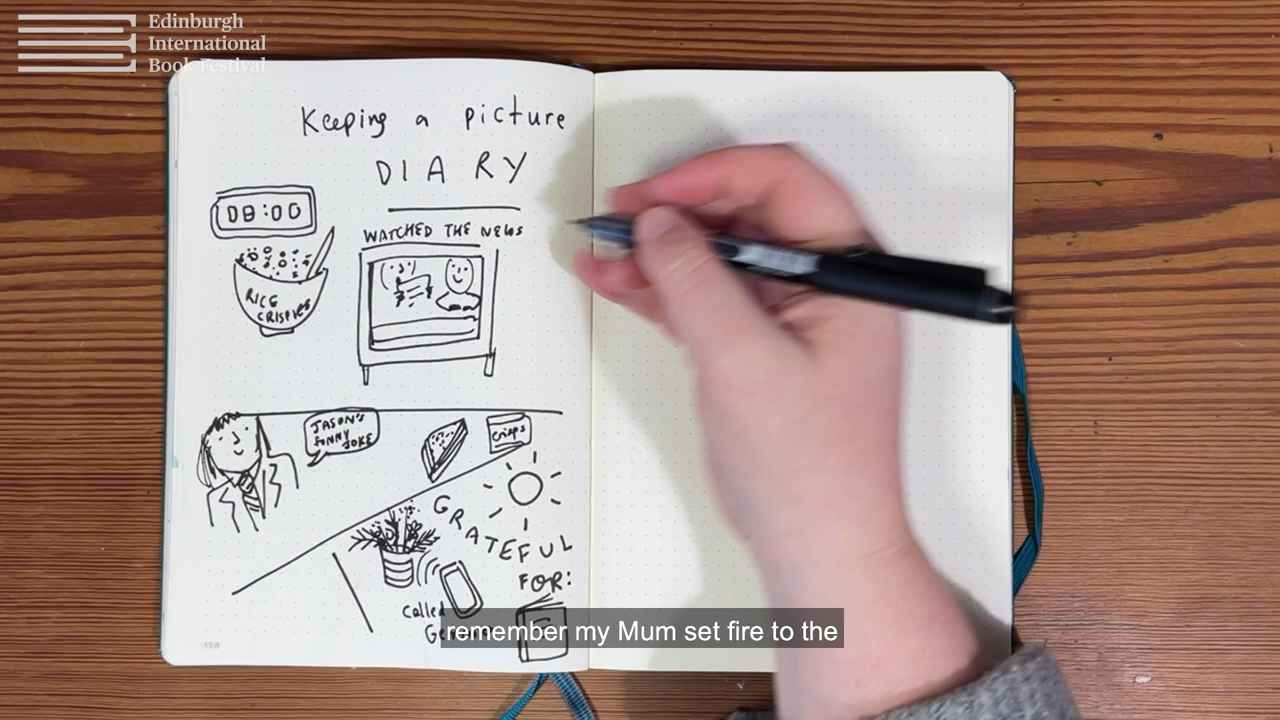 Edinburgh
International
Book Festival
Keeping a picture
DIARY
08:00
WATCHED THE NEWS
RICE
CRISPIES
JASON'S
FUNNY
JOKE
crisps
GRATEFUL
FOR:
called
remember my Mum set fire to the
158